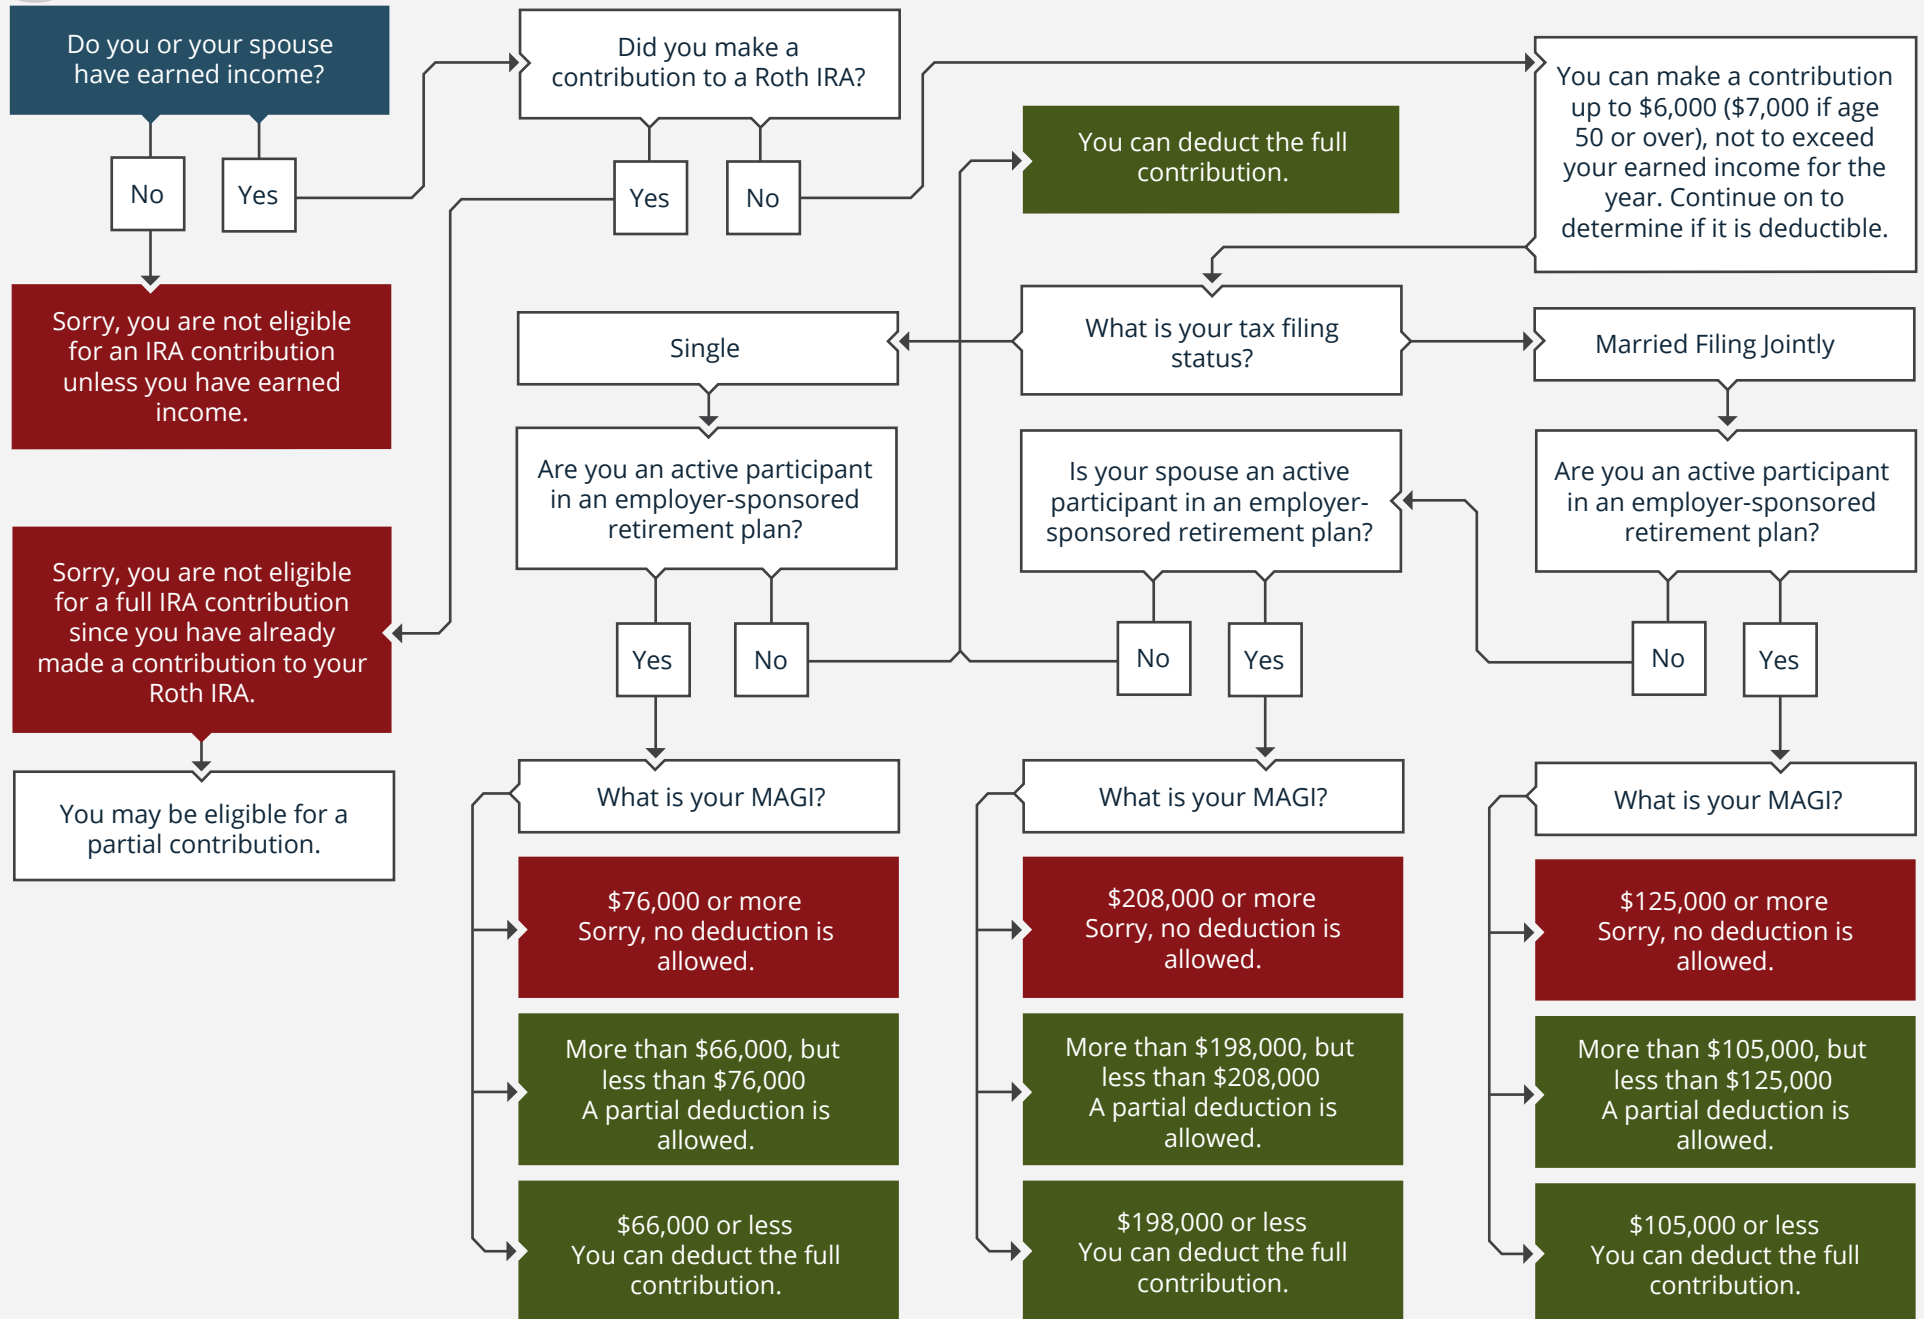 Do you or your spouse
have earned income?
No
Yes
Sorry, you are not eligible
for an IRA contribution
unless you have earned
income.
Did you make a
contribution to a Roth IRA?
Yes
No
Sorry, you are not eligible
for a full IRA contribution
since you have already
made a contribution to your
Roth IRA.
You may be eligible for a
partial contribution.
You can make a contribution
up to $6,000 ($7,000 if age
50 or over), not to exceed
your earned income for the
year. Continue on to
determine if it is deductible.
You can deduct the full
contribution.
What is your tax filing
status?
Single
Married Filing Jointly
Are you an active participant
in an employer-sponsored
retirement plan?
Yes
No
Is your spouse an active
participant in an employer-
sponsored retirement plan?
No
Yes
Are you an active participant
in an employer-sponsored
retirement plan?
No
Yes
What is your MAGI?
$76,000 or more
Sorry, no deduction is
allowed.
More than $66,000, but
less than $76,000
A partial deduction is
allowed.
$66,000 or less
You can deduct the full
contribution.
What is your MAGI?
$208,000 or more
Sorry, no deduction is
allowed.
More than $198,000, but
less than $208,000
A partial deduction is
allowed.
$198,000 or less
You can deduct the full
contribution.
What is your MAGI?
$125,000 or more
Sorry, no deduction is
allowed.
More than $105,000, but
less than $125,000
A partial deduction is
allowed.
$105,000 or less
You can deduct the full
contribution.